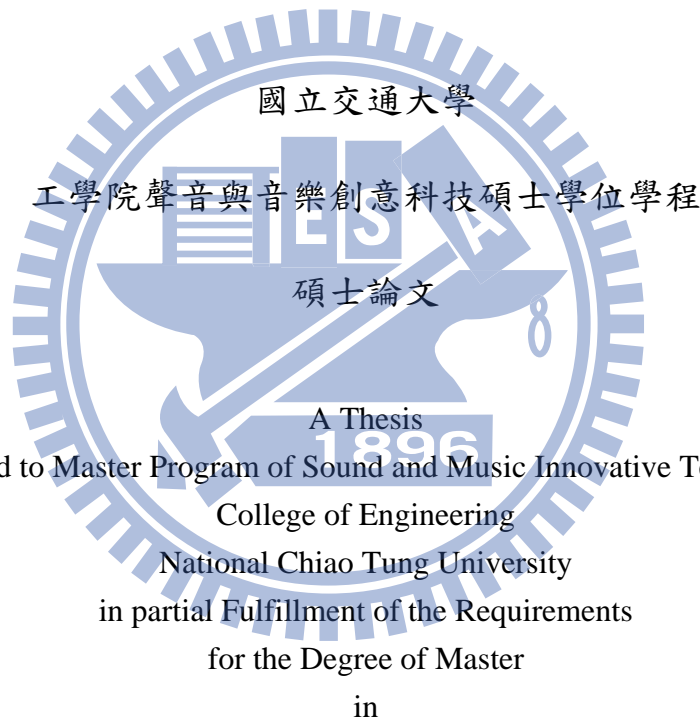 國立交通大學
工學院聲音與音樂創意科技碩士學位學程
ESA
碩士論文
8
A Thesis
1896
d to Master Program of Sound and Music Innovative Te
College of Engineering
National Chiao Tung University
in partial Fulfillment of the Requirements
for the Degree of Master
in